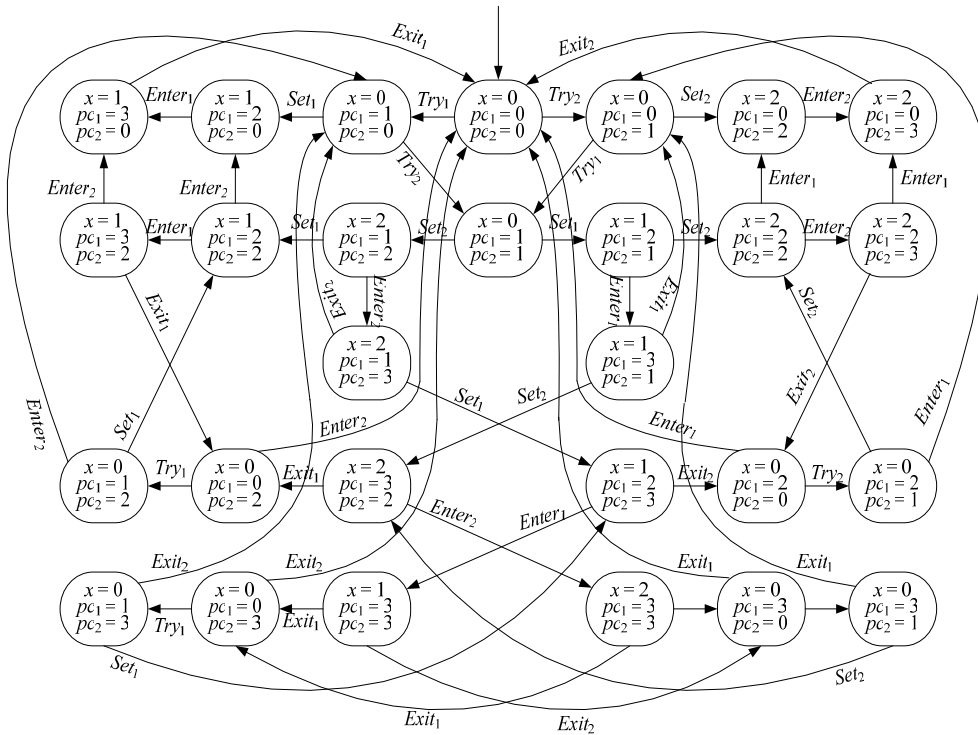 Exit₁
Exit₂
x = 1
pc₁ = 3
pc₂ = 0
Enter₁
x = 1
pc₁ = 2
pc₂ = 0
Set₁
x = 0
pc₁ = 1
pc₂ = 0
Try₁
x = 0
pc₁ = 0
pc₂ = 0
Try₂
x = 0
pc₁ = 0
pc₂ = 1
Set₂
x = 2
pc₁ = 0
pc₂ = 2
Enter₂
x = 2
pc₁ = 0
pc₂ = 3
Enter₂
Enter₂
Try₂
Try₁
Enter₁
Enter₁
x = 1
pc₁ = 3
pc₂ = 2
Enter₁
x = 1
pc₁ = 2
pc₂ = 2
Set₁
x = 2
pc₁ = 1
pc₂ = 2
Set₂
x = 0
pc₁ = 1
pc₂ = 1
Set₁
x = 1
pc₁ = 2
pc₂ = 1
Set₂
x = 2
pc₁ = 2
pc₂ = 2
Enter₂
x = 2
pc₁ = 2
pc₂ = 3
Exit₁
Exit₂
Enter₂
Enter₁
Exit₁
Set₂
x = 2
pc₁ = 1
pc₂ = 3
x = 1
pc₁ = 3
pc₂ = 1
Enter₂
Set₁
Enter₂
Set₁
Set₂
Enter₁
Exit₂
Enter₁
x = 0
pc₁ = 1
pc₂ = 2
Try₁
x = 0
pc₁ = 0
pc₂ = 2
Exit₁
x = 2
pc₁ = 3
pc₂ = 2
Enter₂
Enter₁
x = 1
pc₁ = 2
pc₂ = 3
Exit₂
x = 0
pc₁ = 2
pc₂ = 0
Try₂
x = 0
pc₁ = 2
pc₂ = 1
Exit₂
Exit₂
Exit₁
Exit₁
x = 0
pc₁ = 1
pc₂ = 3
Try₁
x = 0
pc₁ = 0
pc₂ = 3
Exit₁
x = 1
pc₁ = 3
pc₂ = 3
x = 2
pc₁ = 3
pc₂ = 3
x = 0
pc₁ = 3
pc₂ = 0
x = 0
pc₁ = 3
pc₂ = 1
Set₁
Set₂
Exit₁
Exit₂